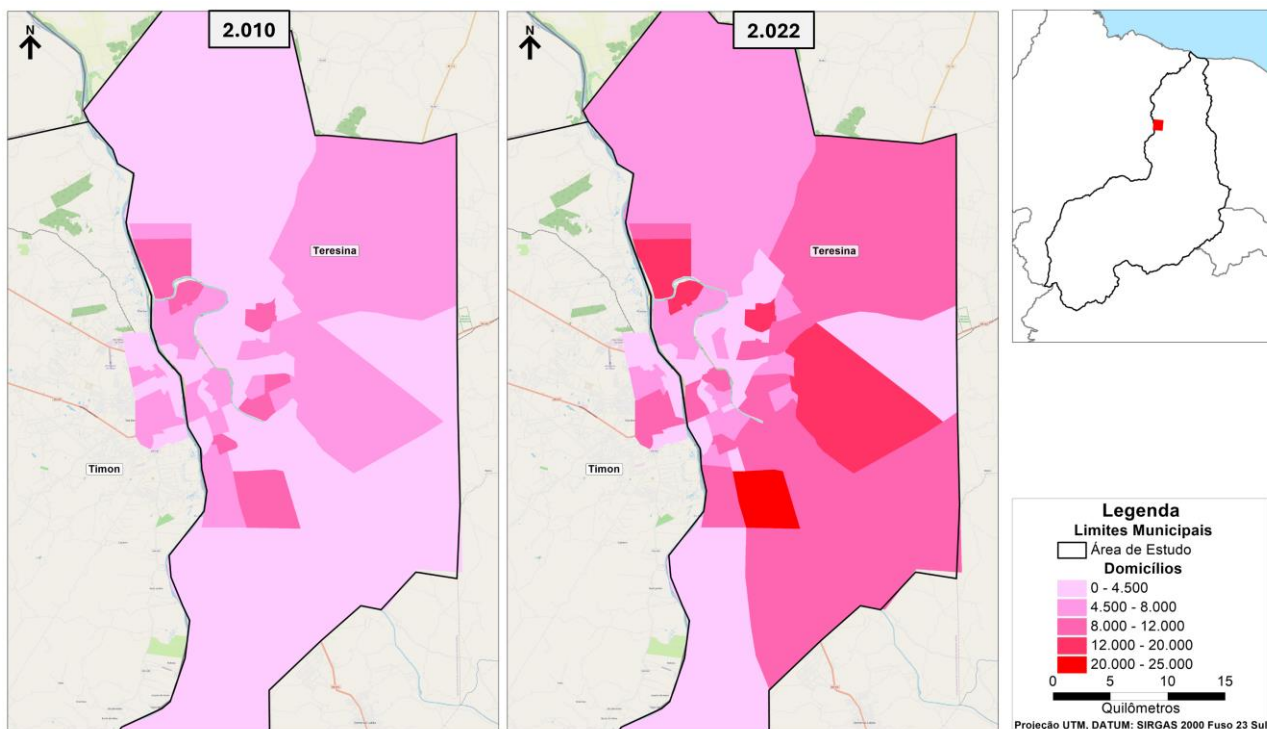 2.010
N
Teresina
Timon
2.022
N
Teresina
Timon
Legenda
Limites Municipais
Área de Estudo
Domicílios
0 - 4.500
4.500 - 8.000
8.000 - 12.000
12.000 - 20.000
20.000 - 25.000
0 5 10 15
Quilômetros
Projeção UTM, DATUM: SIRGAS 2000 Fuso 23 Sul